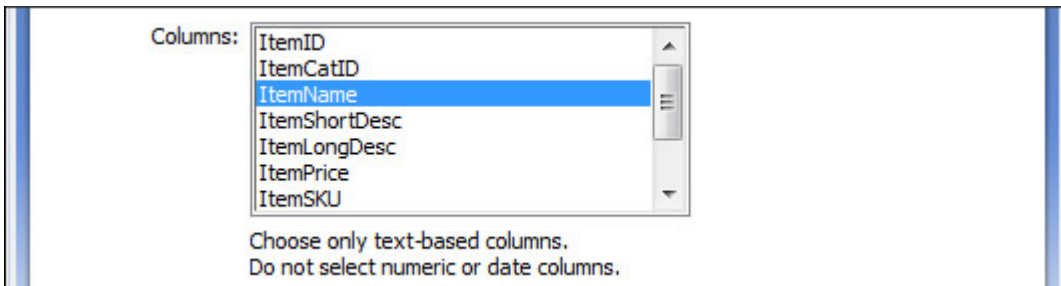 Columns:
ItemID
ItemCatID
ItemName
ItemShortDesc
ItemLongDesc
ItemPrice
ItemSKU
Choose only text-based columns.
Do not select numeric or date columns.